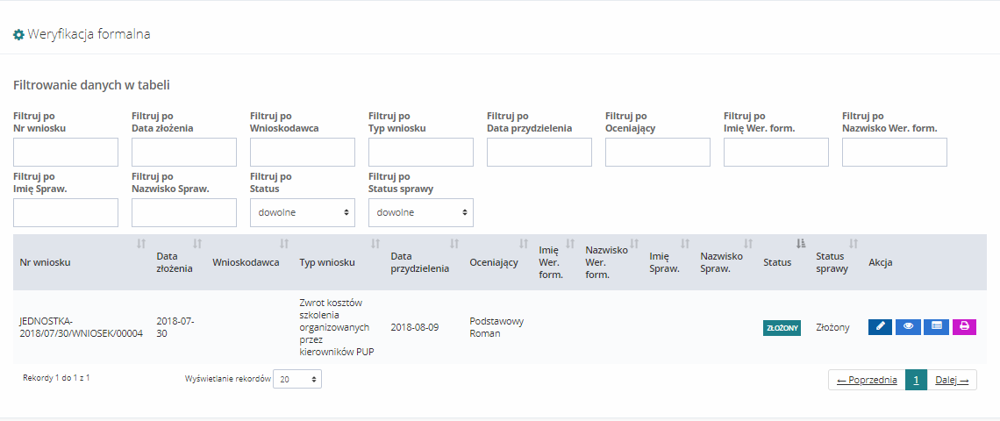 Weryfikacja formalna
Filtrowanie danych w tabeli
Filtruj po Filtruj po Filtruj po Filtruj po Filtruj po Filtruj po Filtruj po Filtruj po
Nr wniosku Data złożenia Wnioskodawca Typ wniosku Data przydzielenia Oceniający Imię Wer. form. Nazwisko Wer. form.
Filtruj po Filtruj po Filtruj po Filtruj po
Imię Spraw. Nazwisko Spraw. Status Status sprawy
dowolne dowolne
Nr wniosku
Data
złożenia
Wnioskodawca
Typ wniosku
Data
przydzielenia
Oceniający
Imię
Wer.
form.
Nazwisko
Wer.
form.
Imię
Spraw.
Nazwisko
Spraw.
Status
Status
sprawy
Akcja
JEDNOSTKA-
2018/07/30/WNIOSEK/00004
2018-07-
30
Zwrot kosztów
szkolenia
organizowanych
przez
kierowników PUP
2018-08-09
Podstawowy
Roman
ZŁOŻONY
Złożony
Rekordy 1 do 1 z 1
Wyświetlanie rekordów 20
← Poprzednia 1 Dalej →